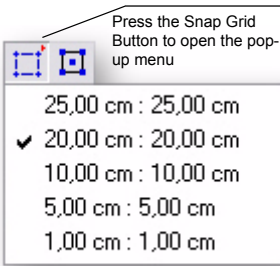 Press the Snap Grid
Button to open the pop-
up menu
25,00 cm : 25,00 cm
20,00 cm : 20,00 cm
10,00 cm : 10,00 cm
5,00 cm : 5,00 cm
1,00 cm : 1,00 cm